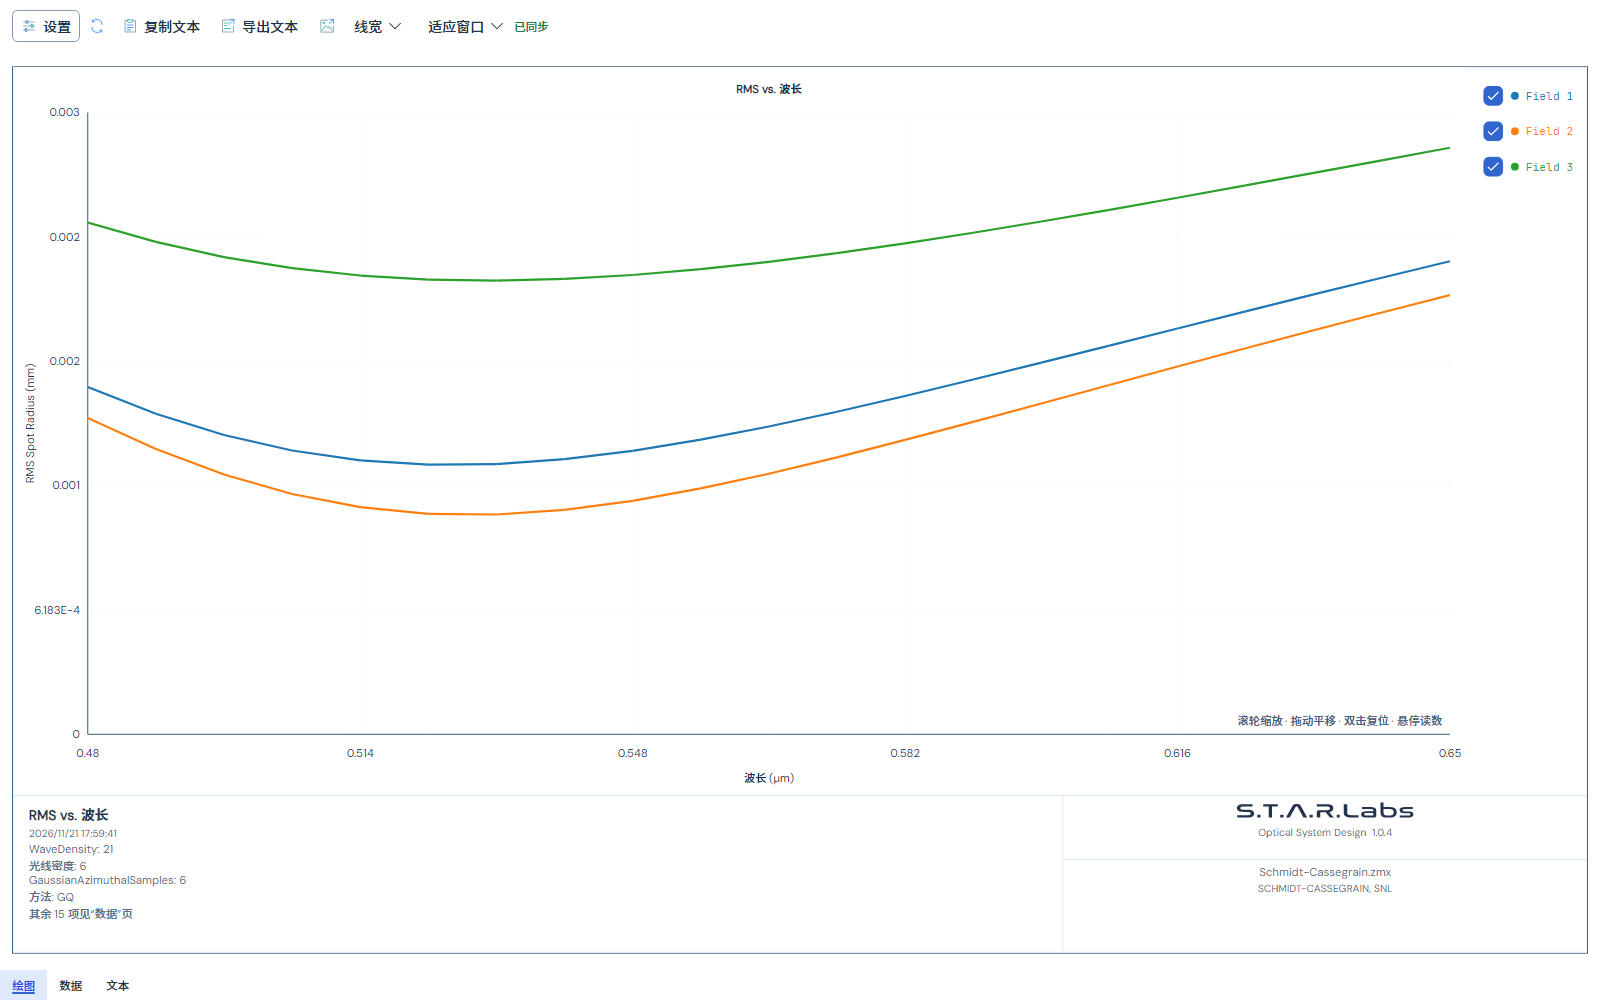 设置
复制文本
导出文本
线宽
适应窗口
已同步
RMS vs. 波长
Field 1
Field 2
Field 3
0.003
0.002
0.002
0.001
6.183E-4
0
RMS Spot Radius (mm)
滚轮缩放 · 拖动平移 · 双击复位 · 悬停读数
0.48
0.514
0.548
0.582
0.616
0.65
波长 (μm)
RMS vs. 波长
2026/11/21 17:59:41
WaveDensity: 21
光线密度: 6
GaussianAzimuthalSamples: 6
方法: GQ
其余 15 项见“数据”页
S.T.A.R.Labs
Optical System Design 1.0.4
Schmidt-Cassegrain.zmx
SCHMIDT-CASSEGRAIN, SNL
绘图
数据
文本